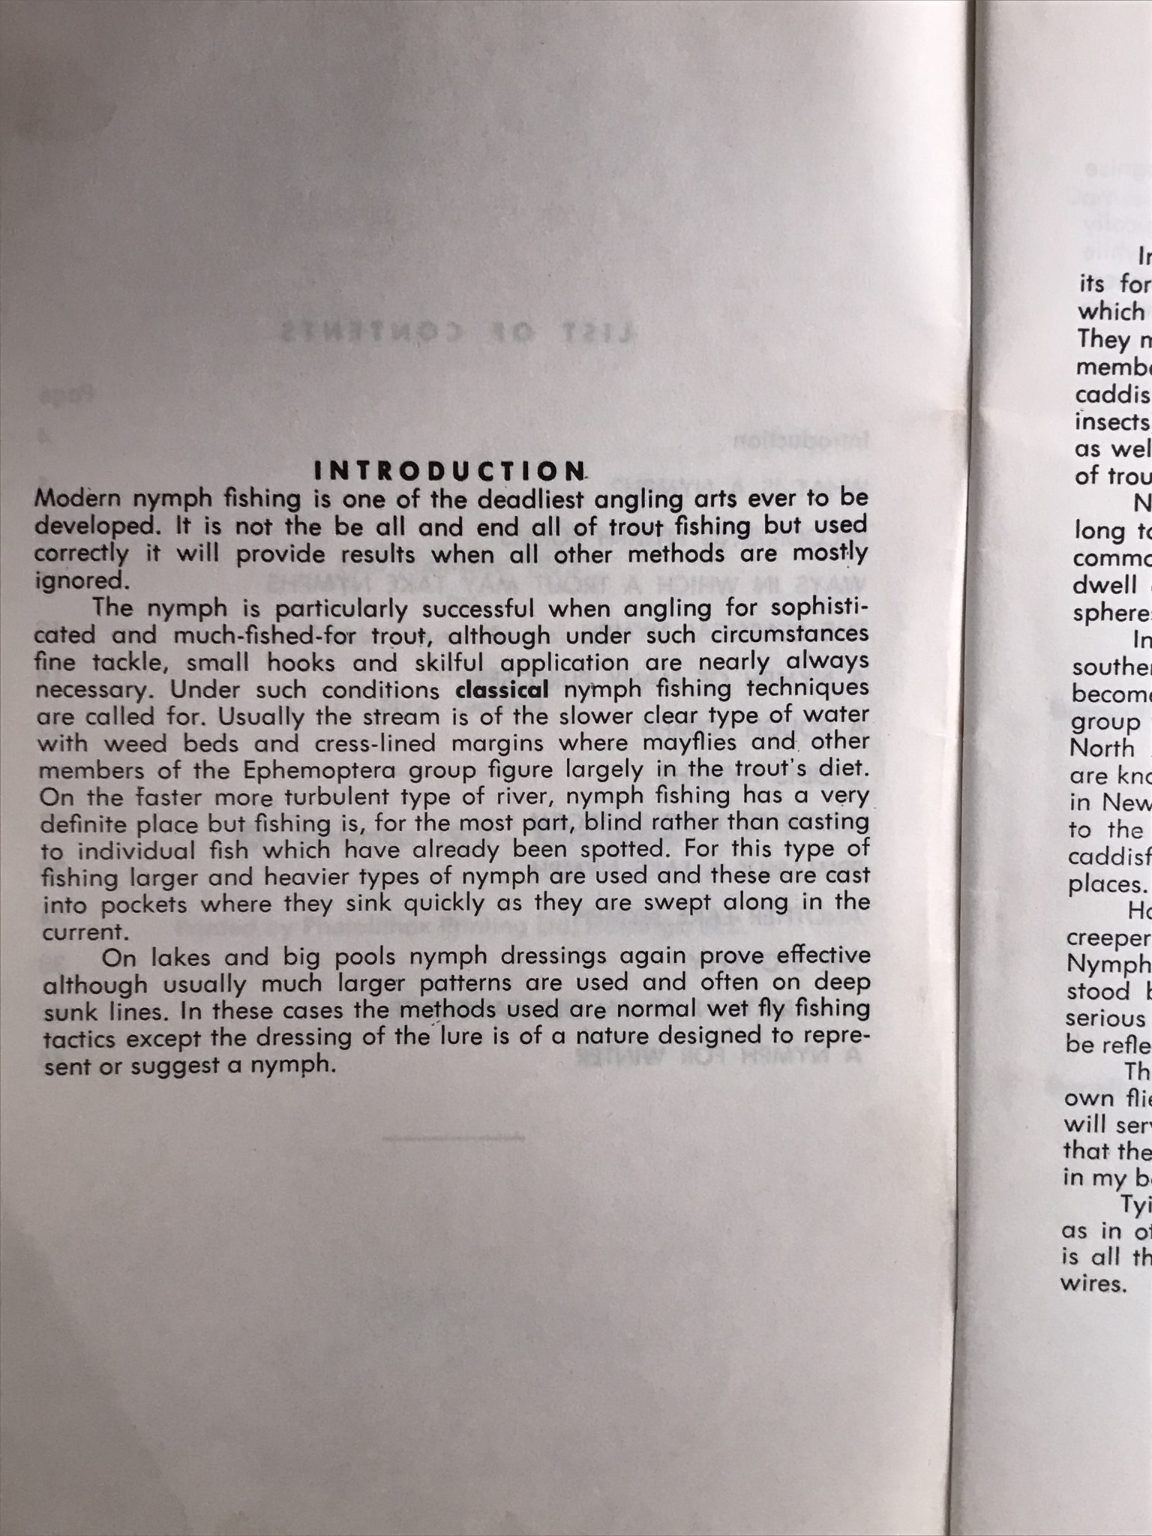 INTRODUCTION
Modern nymph fishing is one of the deadliest angling arts ever to be
developed. It is not the be all and end all of trout fishing but used
correctly it will provide results when all other methods are mostly
ignored.
The nymph is particularly successful when angling for sophisti-
cated and much-fished-for trout, although under such circumstances
fine tackle, small hooks and skilful application are nearly always
necessary. Under such conditions classical nymph fishing techniques
are called for. Usually the stream is of the slower clear type of water
with weed beds and cress-lined margins where mayflies and other
members of the Ephemoptera group figure largely in the trout's diet.
On the faster more turbulent type of river, nymph fishing has a very
definite place but fishing is, for the most part, blind rather than casting
to individual fish which have already been spotted. For this type of
fishing larger and heavier types of nymph are used and these are cast
into pockets where they sink quickly as they are swept along in the
current.
On lakes and big pools nymph dressings again prove effective
although usually much larger patterns are used and often on deep
sunk lines. In these cases the methods used are normal wet fly fishing
tactics except the dressing of the lure is of a nature designed to repre-
sent or suggest a nymph.
its for
which
They
caddis
insects
as wel
of trou
long to
commo
dwell
sphere
In
souther
become
group
North
are kno
in New
to the
caddisf
places.
Ho
creeper
Nymph
stood b
serious
be refle
Th
own flie
will serv
that the
in my b
Tyi
as in ot
is all th
wires.